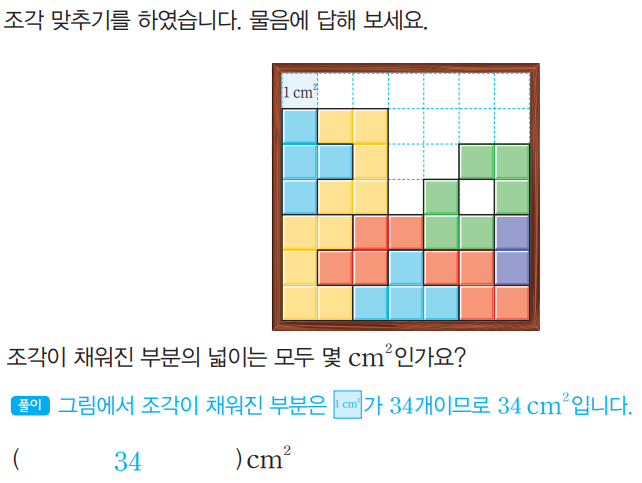 조각 맞추기를 하였습니다. 물음에 답해 보세요.
1 cm²
조각이 채워진 부분의 넓이는 모두 몇 cm²인가요?
풀이 그림에서 조각이 채워진 부분은 1 cm² 가 34개이므로 34 cm²입니다.
( 34 ) cm²